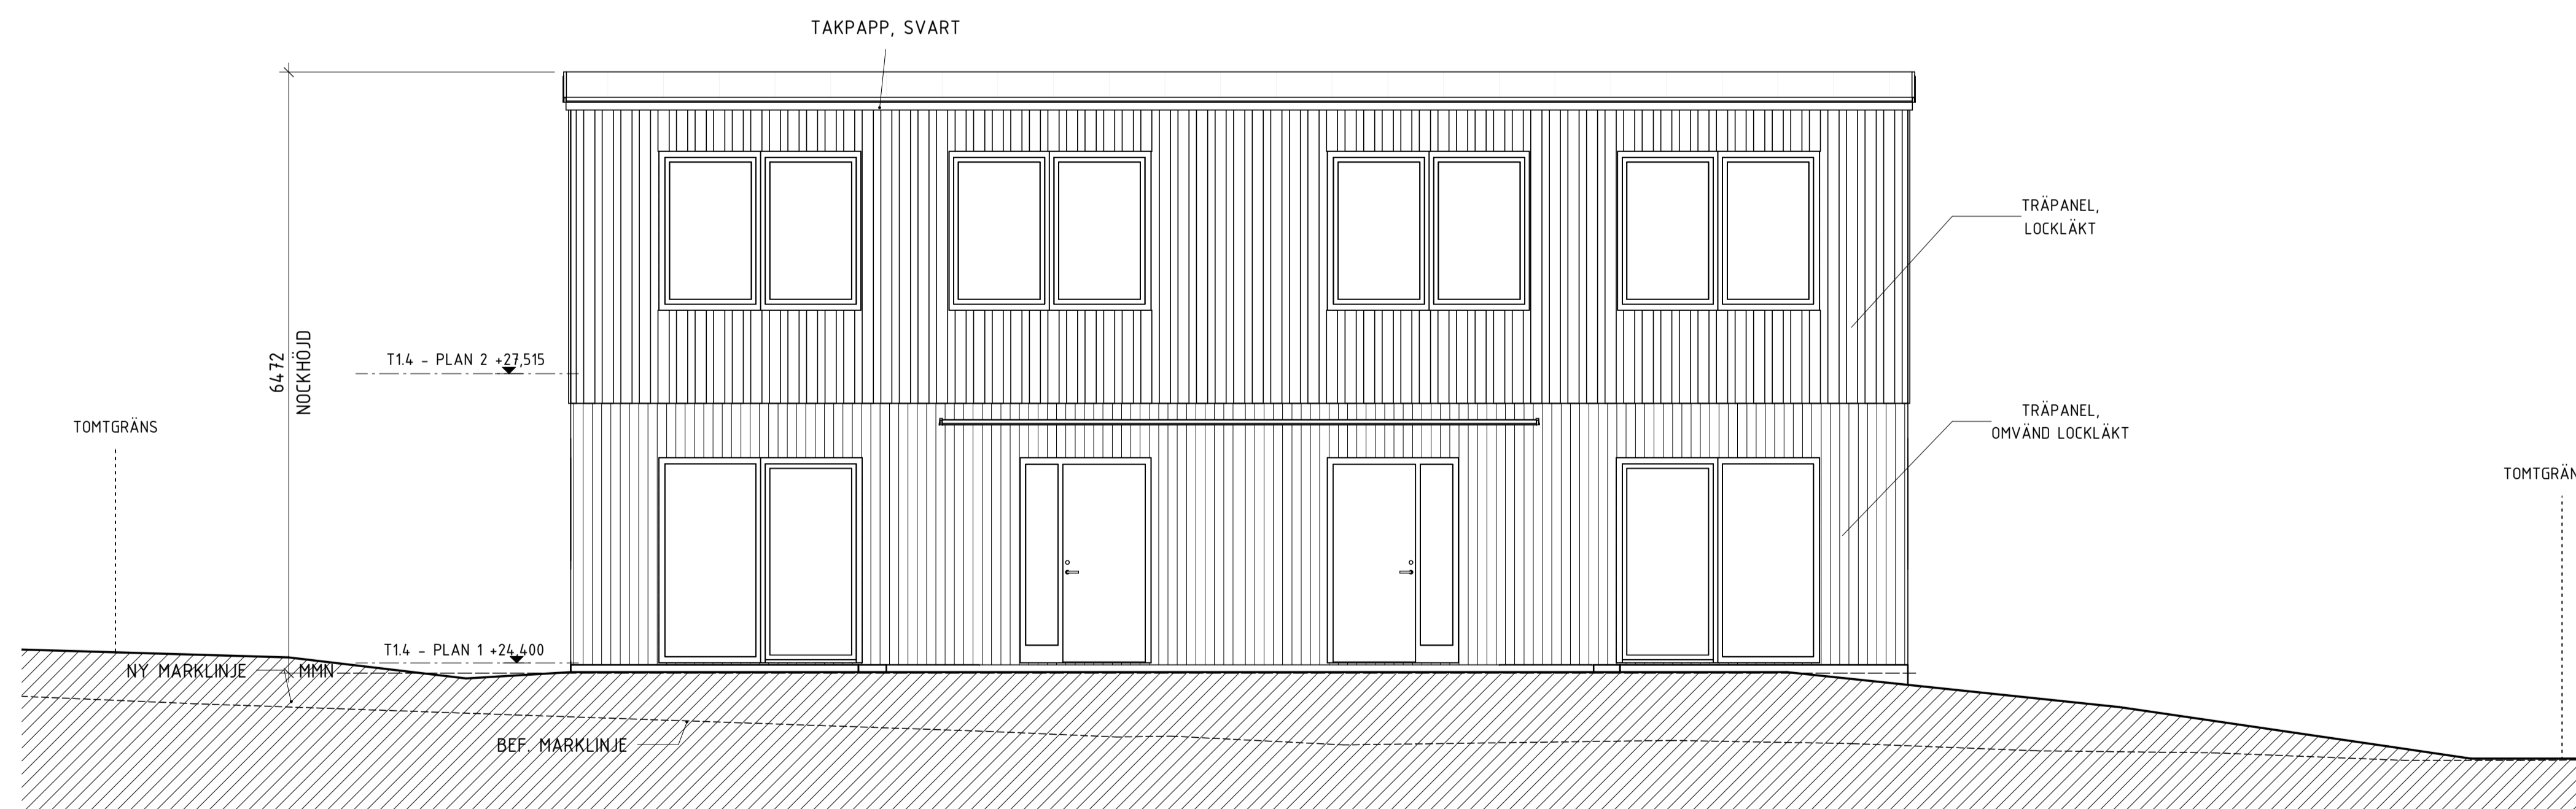 TAKPAPP, SVART
TRÄPANEL,
LOCKLÄKT
6472
NOCKHÖJD
T1.4 - PLAN 2 +27,515
TRÄPANEL,
OMVÄND LOCKLÄKT
TOMTGRÄNS
TOMTGRÄN
T1.4 - PLAN 1 +24,400
NY MARKLINJE
MMN
BEF. MARKLINJE